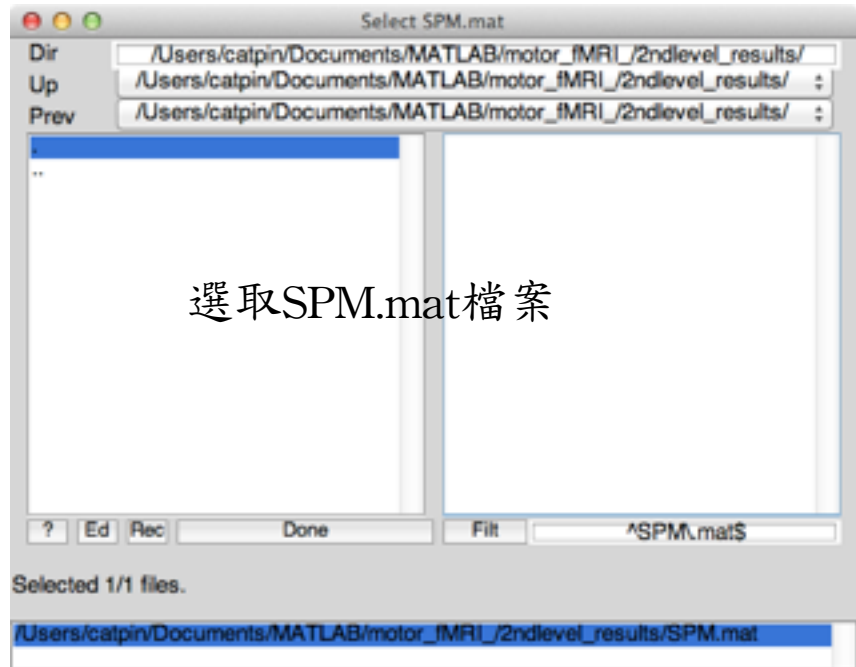 Select SPM.mat
Dir /Users/catpin/Documents/MATLAB/motor_fMRI_/2ndlevel_results/
Up /Users/catpin/Documents/MATLAB/motor_fMRI_/2ndlevel_results/
Prev /Users/catpin/Documents/MATLAB/motor_fMRI_/2ndlevel_results/
.
..
選取SPM.mat檔案
? Ed Rec Done Filt ^SPM\.mat$
Selected 1/1 files.
/Users/catpin/Documents/MATLAB/motor_fMRI_/2ndlevel_results/SPM.mat